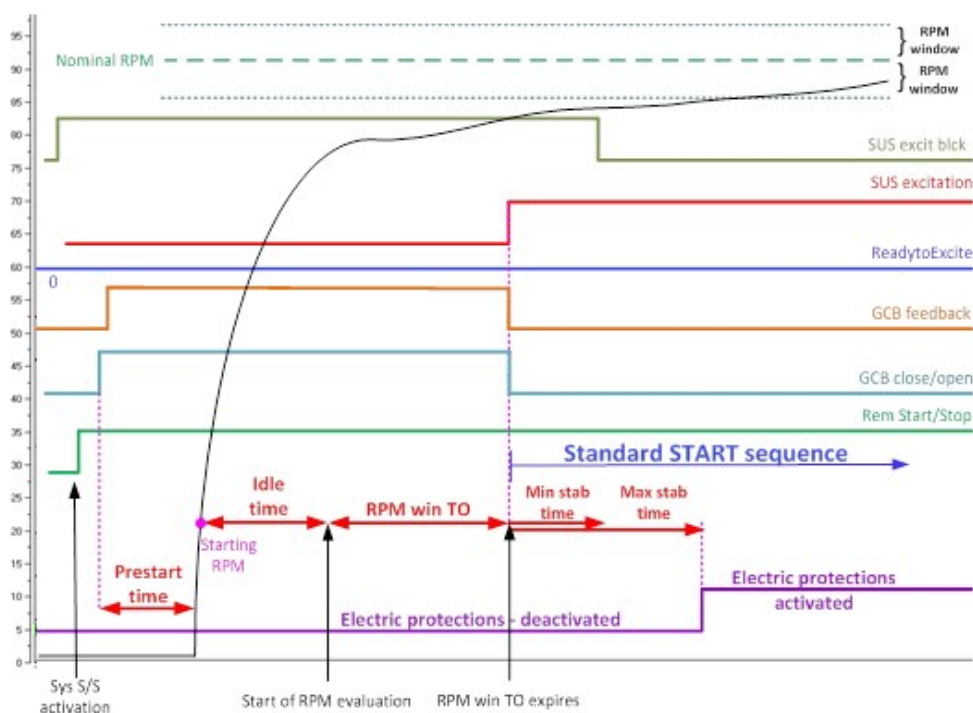 95
90
85
80
75
70
65
60
55
50
45
40
35
30
25
20
15
10
5
0
RPM
window
Nominal RPM
RPM
window
SUS excit blck
SUS excitation
ReadytoExcite
0
GCB feedback
GCB close/open
Rem Start/Stop
Standard START sequence
Idle
time
RPM win TO
Min stab
time
Max stab
time
Starting
RPM
Prestart
time
Electric protections
activated
Electric protections - deactivated
Sys S/S
activation
Start of RPM evaluation
RPM win TO expires